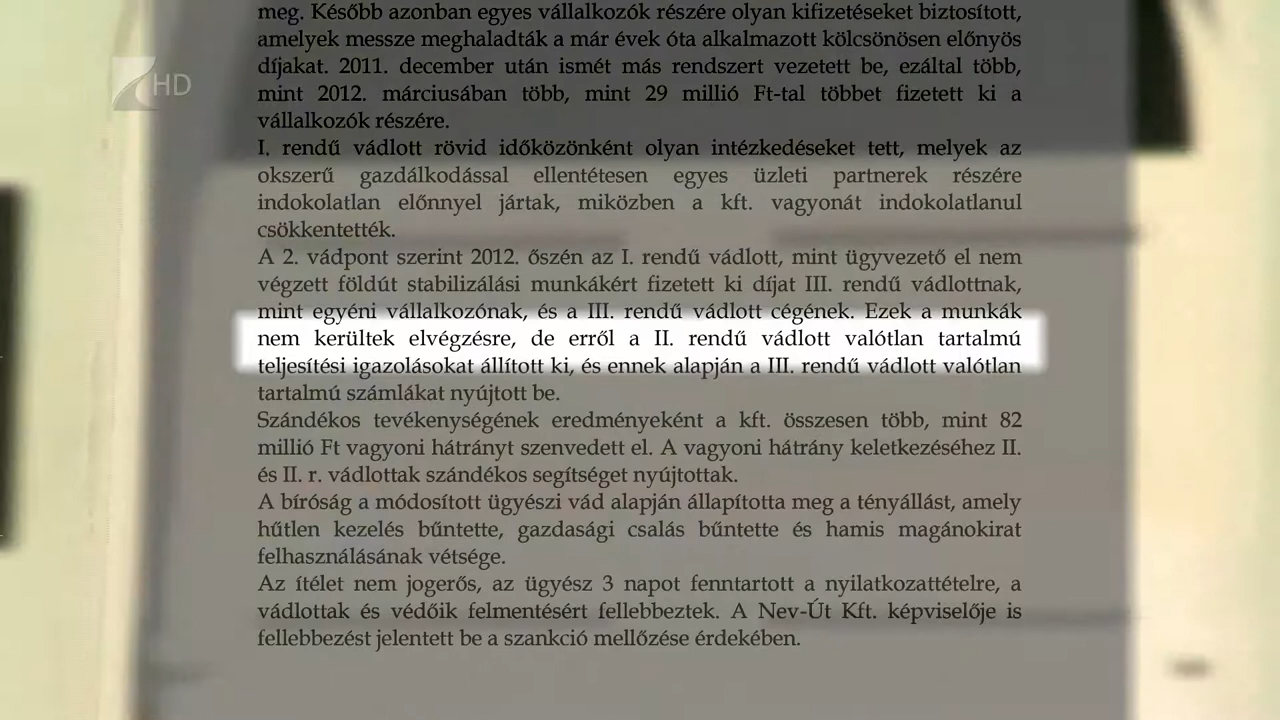 HD
meg. Később azonban egyes vállalkozók részére olyan kifizetéseket biztosított,
amelyek messze meghaladták a már évek óta alkalmazott kölcsönösen előnyös
díjakat. 2011. december után ismét más rendszert vezetett be, ezáltal több,
mint 2012. márciusában több, mint 29 millió Ft-tal többet fizetett ki a
vállalkozók részére.
I. rendű vádlott rövid időközönként olyan intézkedéseket tett, melyek az
okszerű gazdálkodással ellentétesen egyes üzleti partnerek részére
indokolatlan előnnyel jártak, miközben a kft. vagyonát indokolatlanul
csökkentették.
A 2. vádpont szerint 2012. őszén az I. rendű vádlott, mint ügyvezető el nem
végzett földút stabilizálási munkákért fizetett ki díjat III. rendű vádlottnak,
mint egyéni vállalkozónak, és a III. rendű vádlott cégének. Ezek a munkák
nem kerültek elvégzésre, de erről a II. rendű vádlott valótlan tartalmú
teljesítési igazolásokat állított ki, és ennek alapján a III. rendű vádlott valótlan
tartalmú számlákat nyújtott be.
Szándékos tevékenységének eredményeként a kft. összesen több, mint 82
millió Ft vagyoni hátrányt szenvedett el. A vagyoni hátrány keletkezéséhez II.
és II. r. vádlottak szándékos segítséget nyújtottak.
A bíróság a módosított ügyészi vád alapján állapította meg a tényállást, amely
hűtlen kezelés bűntette, gazdasági csalás bűntette és hamis magánokirat
felhasználásának vétsége.
Az ítélet nem jogerős, az ügyész 3 napot fenntartott a nyilatkozattételre, a
vádlottak és védőik felmentésért fellebbeztek. A Nev-Út Kft. képviselője is
fellebbezést jelentett be a szankció mellőzése érdekében.